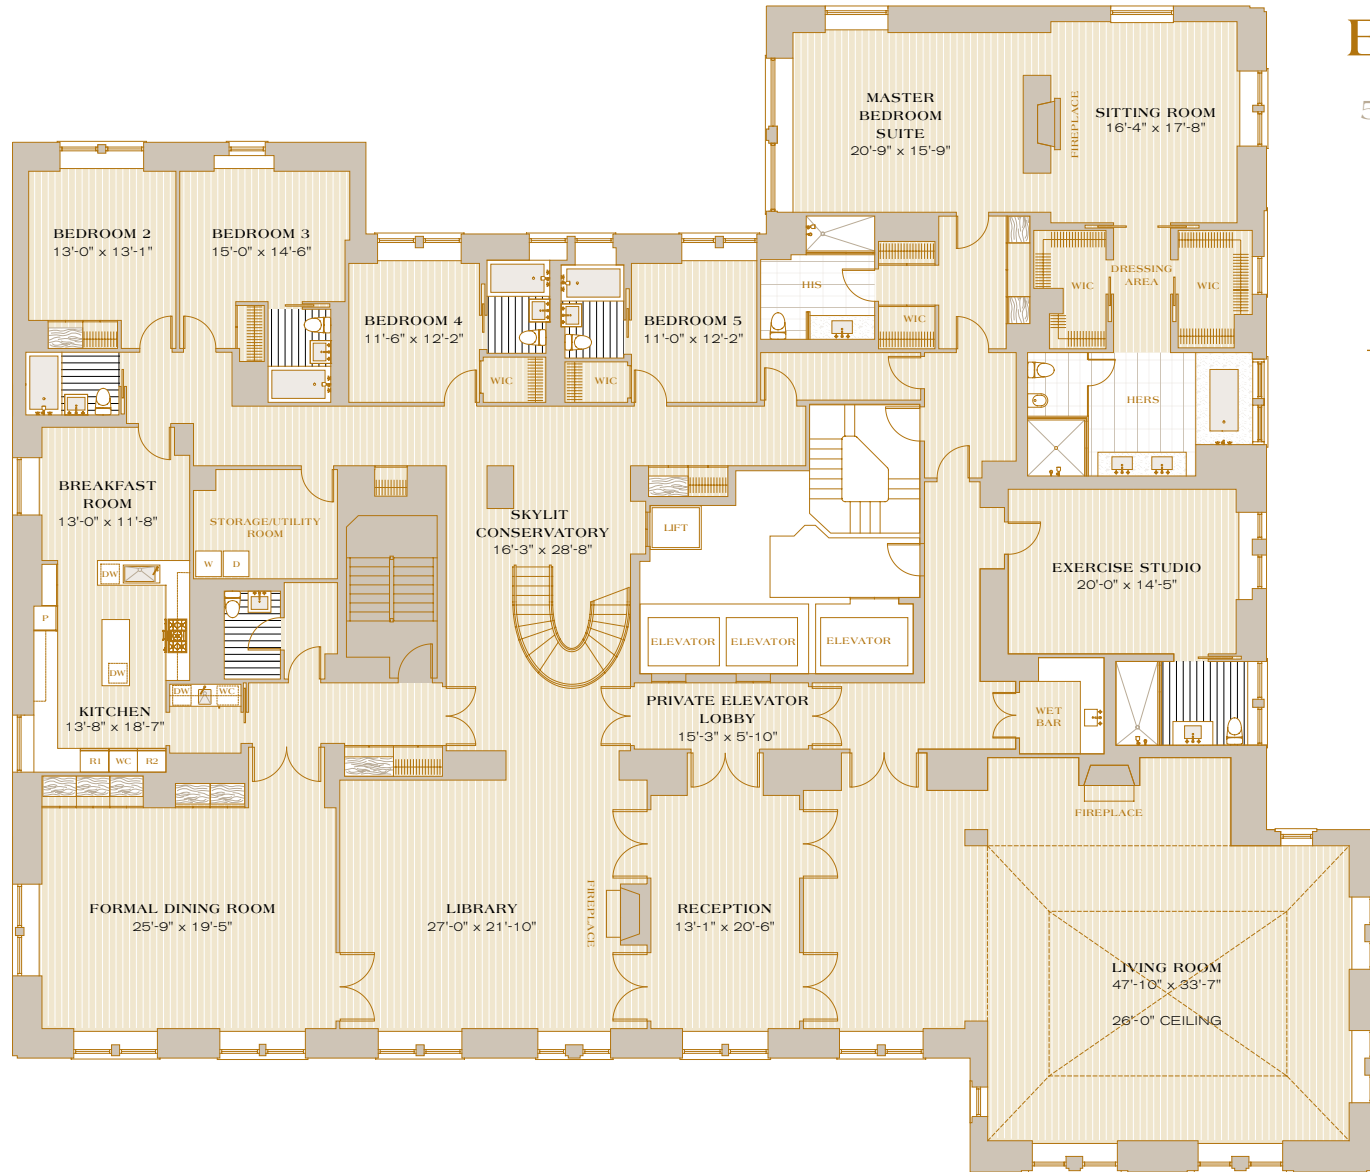 E
5
MASTER
BEDROOM
SUITE
20'-9" x 15'-9"
FIREPLACE
SITTING ROOM
16'-4" x 17'-8"
BEDROOM 2
13'-0" x 13'-1"
BEDROOM 3
15'-0" x 14'-6"
BEDROOM 4
11'-6" x 12'-2"
WIC
WIC
BEDROOM 5
11'-0" x 12'-2"
HIS
WIC
WIC
DRESSING
AREA
WIC
HERS
BREAKFAST
ROOM
13'-0" x 11'-8"
STORAGE/UTILITY
ROOM
W
D
SKYLIT
CONSERVATORY
16'-3" x 28'-8"
LIFT
EXERCISE STUDIO
20'-0" x 14'-5"
DW
P
DW
ELEVATOR
ELEVATOR
ELEVATOR
KITCHEN
13'-8" x 18'-7"
DW
WC
R1
WC
R2
PRIVATE ELEVATOR
LOBBY
15'-3" x 5'-10"
WET
BAR
FIREPLACE
FORMAL DINING ROOM
25'-9" x 19'-5"
LIBRARY
27'-0" x 21'-10"
FIREPLACE
RECEPTION
13'-1" x 20'-6"
LIVING ROOM
47'-10" x 33'-7"
26'-0" CEILING